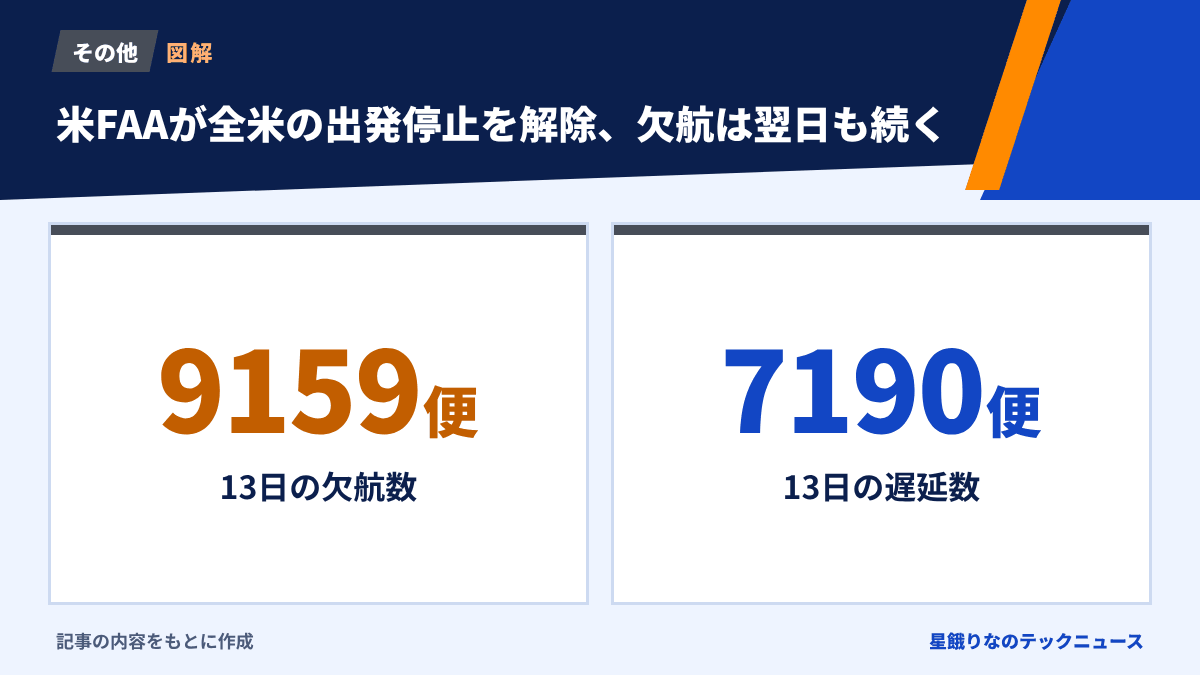 その他 図解
米FAAが全米の出発停止を解除、欠航は翌日も続く
9159便
13日の欠航数
7190便
13日の遅延数
記事の内容をもとに作成
星餓りなのテックニュース